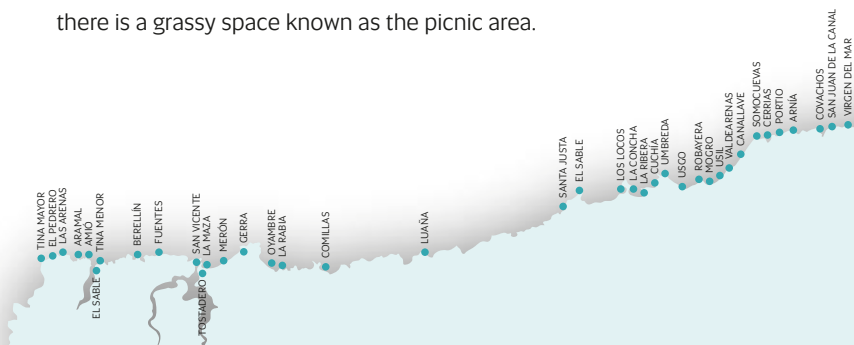 there is a grassy space known as the picnic area.
TINA MAYOR
EL PEDRERO
LAS ARENAS
ARAMAL
AMIÓ
EL SABLE
TINA MENOR
BERELLÍN
FUENTES
SAN VICENTE
TOSTADERO
LA MAZA
MERÓN
GERRA
OYAMBRE
LA RABIA
COMILLAS
LUAÑA
SANTA JUSTA
EL SABLE
LOS LOCOS
LA CONCHA
LA RIBERA
CUCHÍA
UMBREDA
USGO
ROBAYERA
MOGRO
USIL
VALDEARENAS
CANALLAVE
SOMOCUEVAS
CERRIAS
PORTIO
ARNÍA
COVACHOS
SAN JUAN DE LA CANAL
VIRGEN DEL MAR